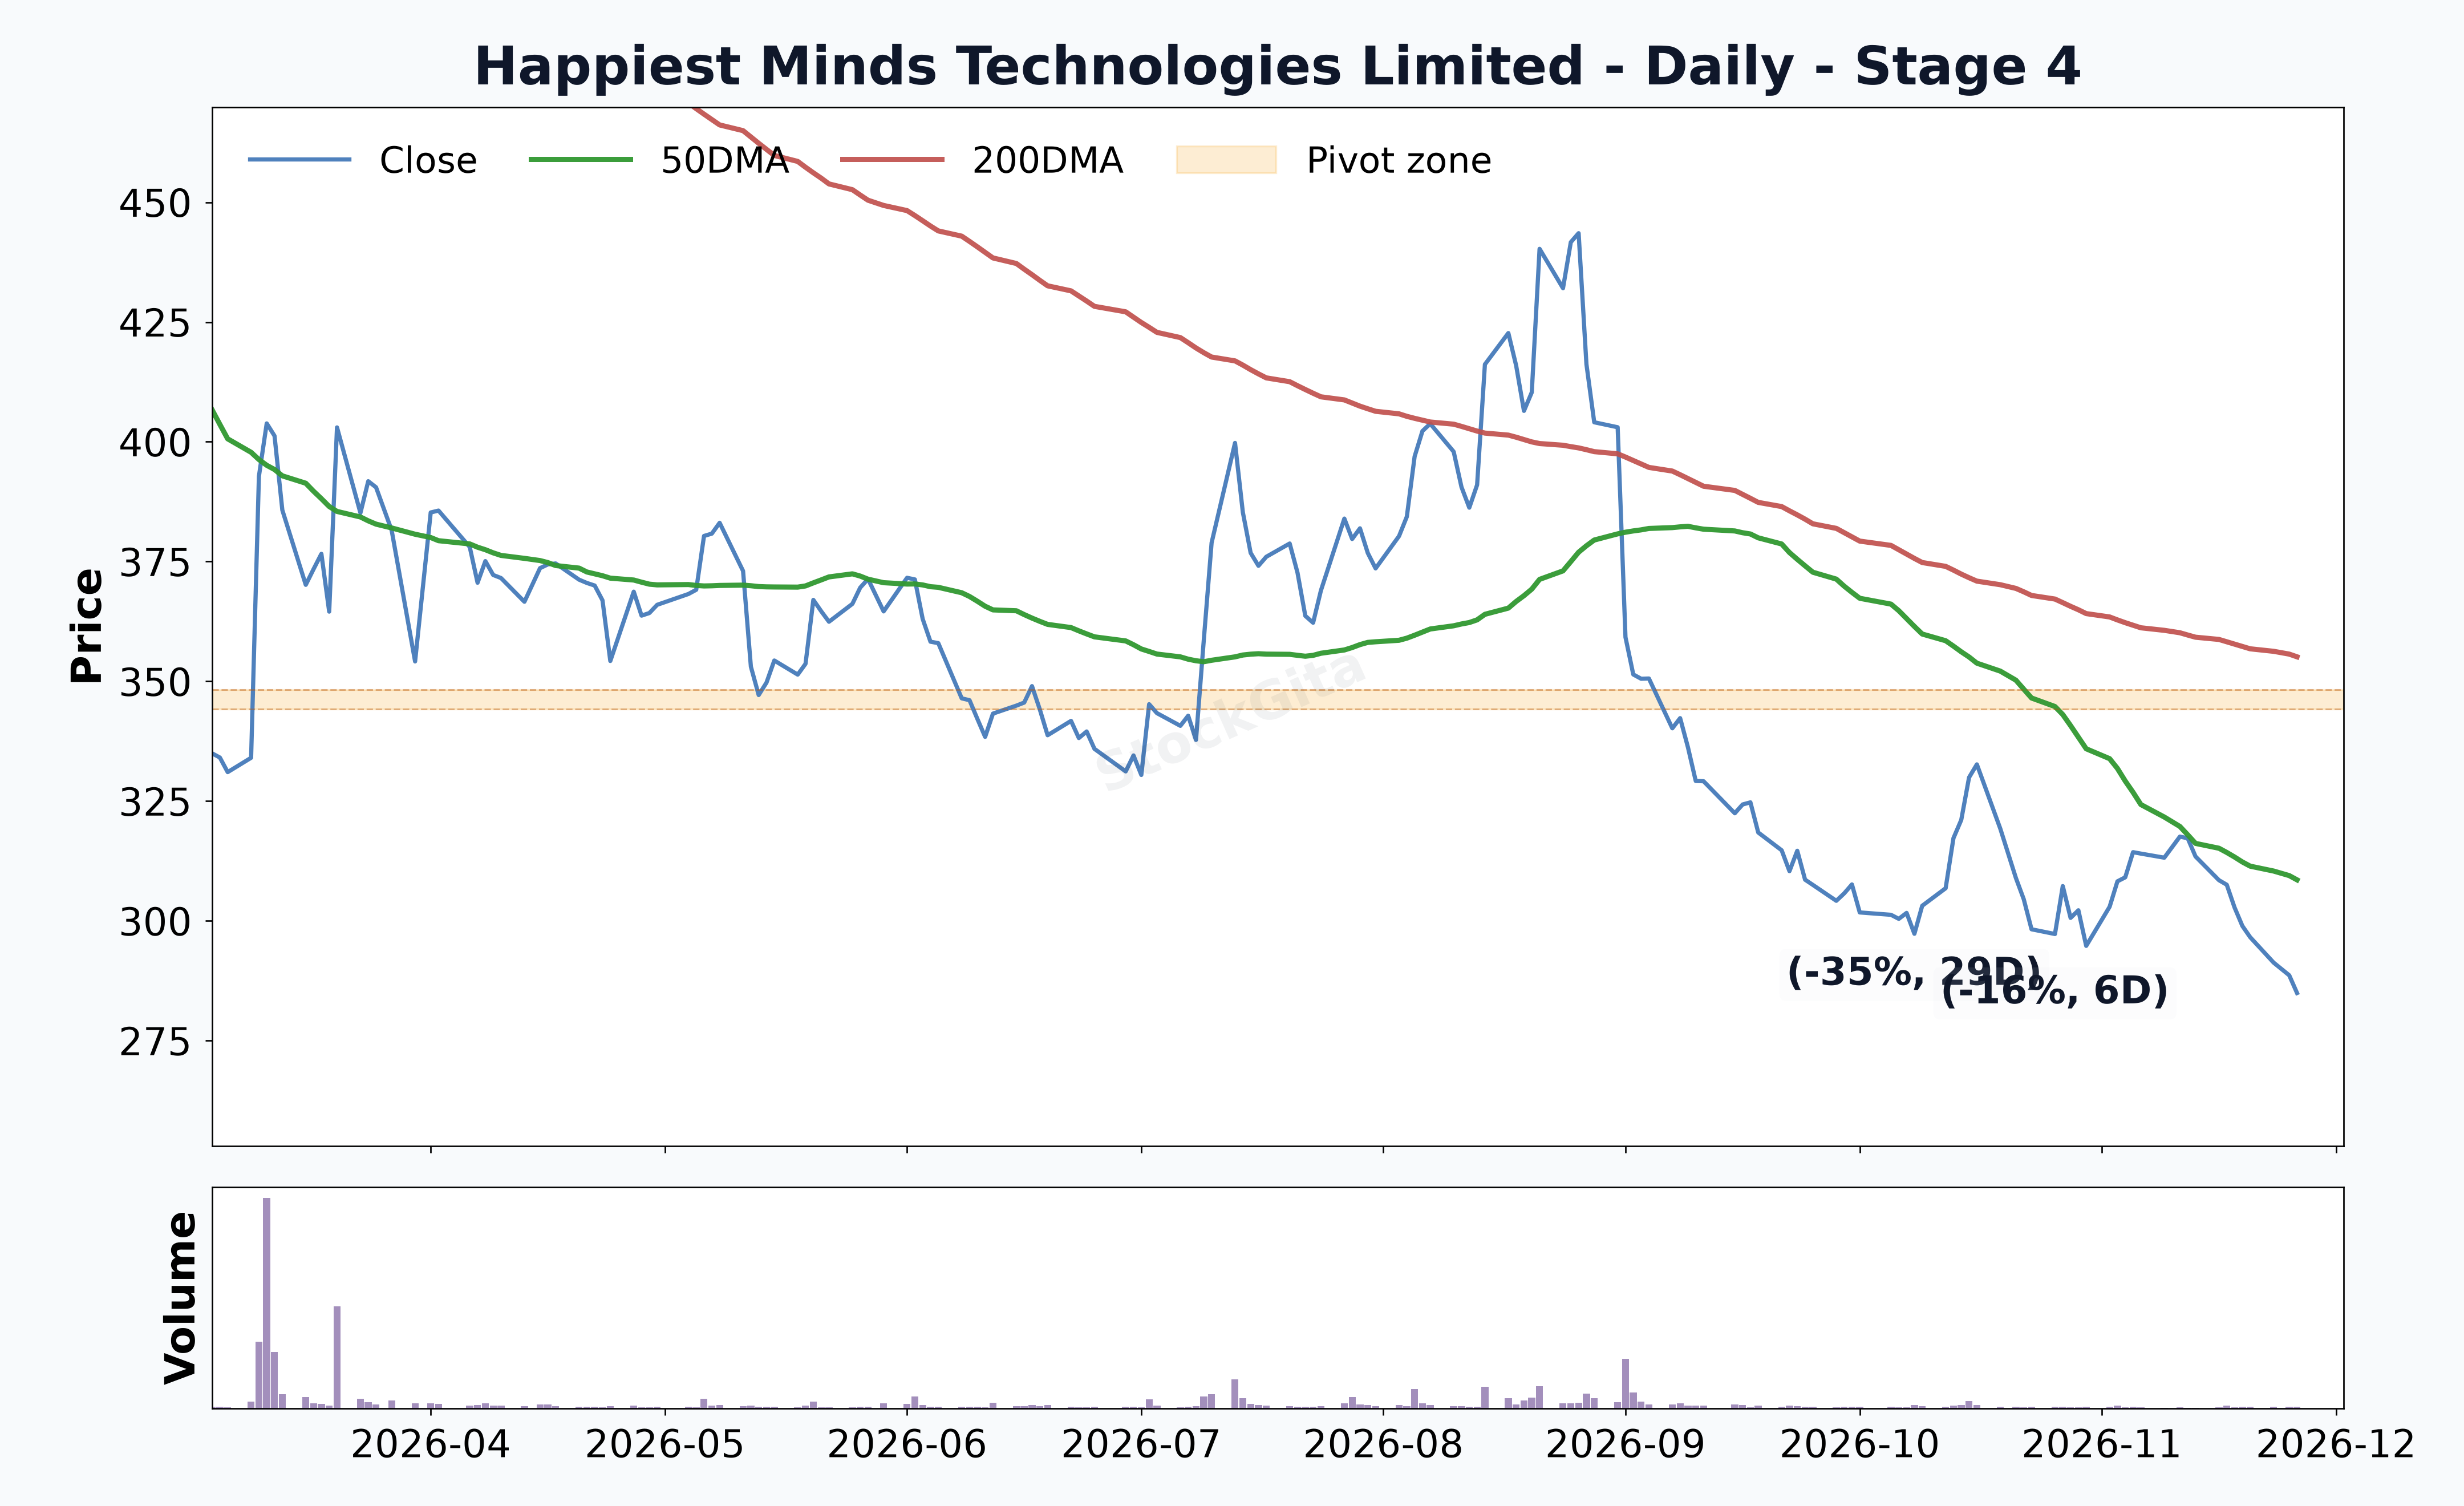 Happiest Minds Technologies Limited - Daily - Stage 4
Close 50DMA 200DMA Pivot zone
Price
450
425
400
375
350
325
300
275
StockGita
(-35%, 29D)
(-16%, 6D)
Volume
2026-04 2026-05 2026-06 2026-07 2026-08 2026-09 2026-10 2026-11 2026-12